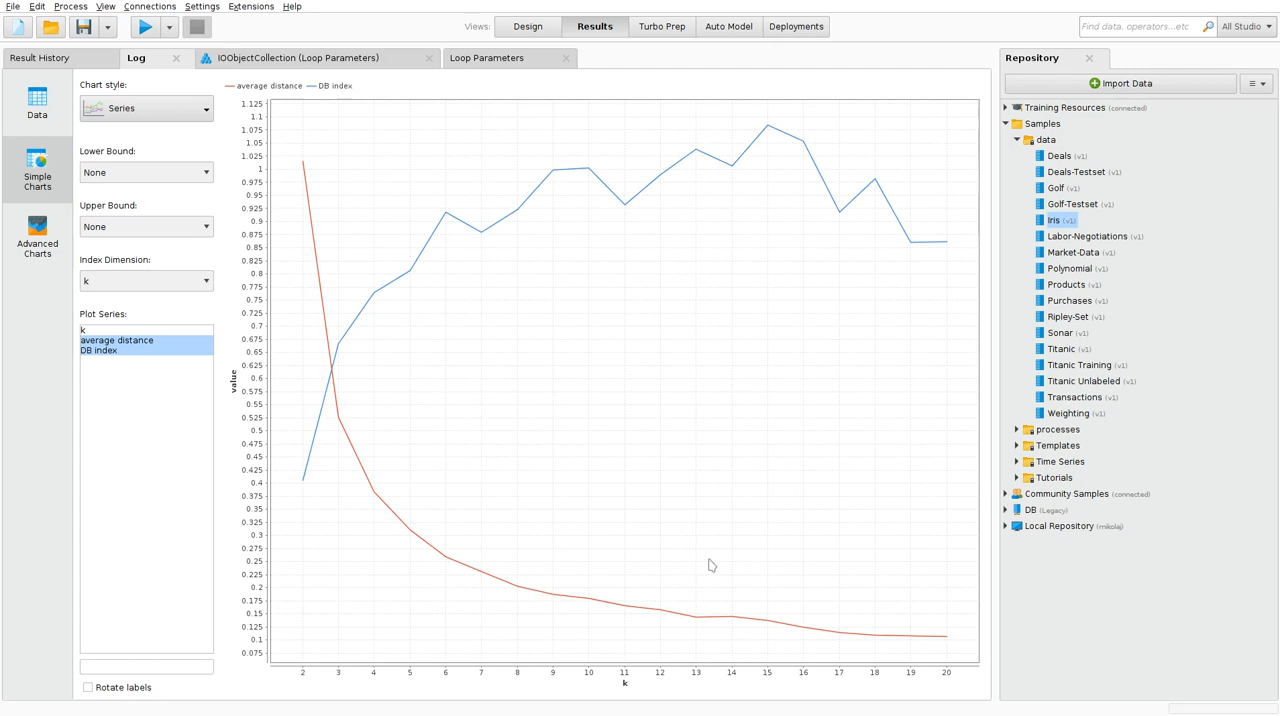 File Edit Process View Connections Settings Extensions Help
Views: Design Results Turbo Prep Auto Model Deployments
Find data, operators...etc All Studio
Result History Log IOObjectCollection (Loop Parameters) Loop Parameters
Data
Simple
Charts
Advanced
Charts
Chart style:
Series
Lower Bound:
None
Upper Bound:
None
Index Dimension:
k
Plot Series:
k
average distance
DB index
Rotate labels
average distance DB index
value
1.125
1.1
1.075
1.05
1.025
1
0.975
0.95
0.925
0.9
0.875
0.85
0.825
0.8
0.775
0.75
0.725
0.7
0.675
0.65
0.625
0.6
0.575
0.55
0.525
0.5
0.475
0.45
0.425
0.4
0.375
0.35
0.325
0.3
0.275
0.25
0.225
0.2
0.175
0.15
0.125
0.1
0.075
2 3 4 5 6 7 8 9 10 11 12 13 14 15 16 17 18 19 20
k
Repository
Import Data
Training Resources (connected)
Samples
data
Deals (v1)
Deals-Testset (v1)
Golf (v1)
Golf-Testset (v1)
Iris (v1)
Labor-Negotiations (v1)
Market-Data (v1)
Polynomial (v1)
Products (v1)
Purchases (v1)
Ripley-Set (v1)
Sonar (v1)
Titanic (v1)
Titanic Training (v1)
Titanic Unlabeled (v1)
Transactions (v1)
Weighting (v1)
processes
Templates
Time Series
Tutorials
Community Samples (connected)
DB (Legacy)
Local Repository (mikolaj)